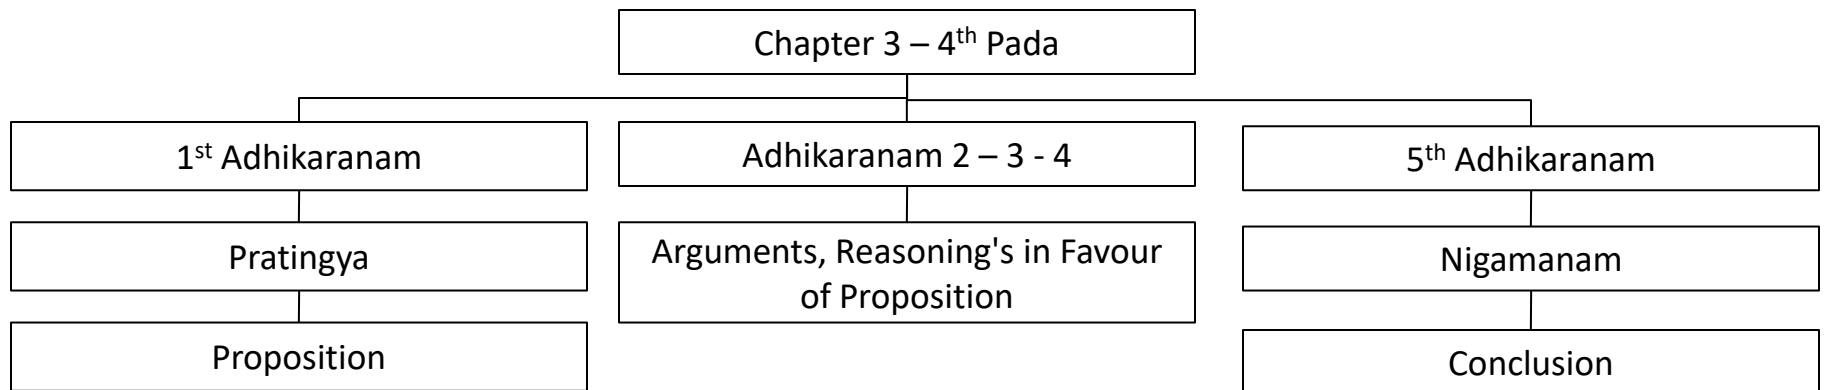 Chapter 3 – 4th Pada
1st Adhikaranam
Adhikaranam 2 – 3 - 4
5th Adhikaranam
Pratingya
Arguments, Reasoning's in Favour
of Proposition
Nigamanam
Proposition
Conclusion